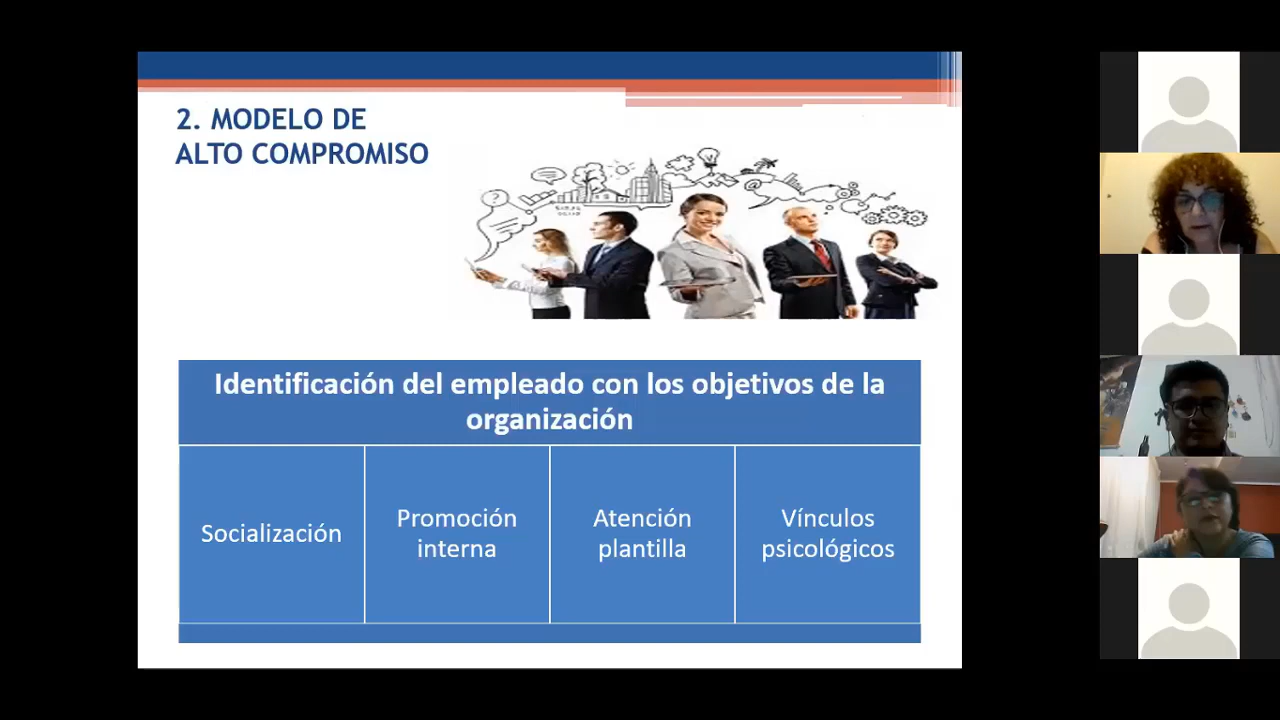 2. MODELO DE
ALTO COMPROMISO
Identificación del empleado con los objetivos de la
organización
Socialización
Promoción
interna
Atención
plantilla
Vínculos
psicológicos